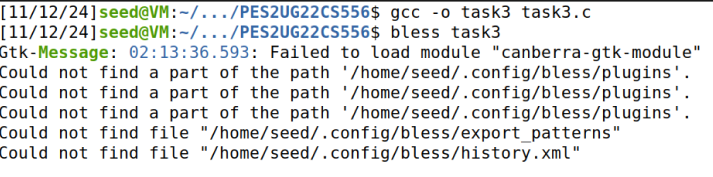 [11/12/24]seed@VM:~/.../PES2UG22CS556$ gcc -o task3 task3.c
[11/12/24]seed@VM:~/.../PES2UG22CS556$ bless task3
Gtk-Message: 02:13:36.593: Failed to load module "canberra-gtk-module"
Could not find a part of the path '/home/seed/.config/bless/plugins'.
Could not find a part of the path '/home/seed/.config/bless/plugins'.
Could not find a part of the path '/home/seed/.config/bless/plugins'.
Could not find file "/home/seed/.config/bless/export_patterns"
Could not find file "/home/seed/.config/bless/history.xml"